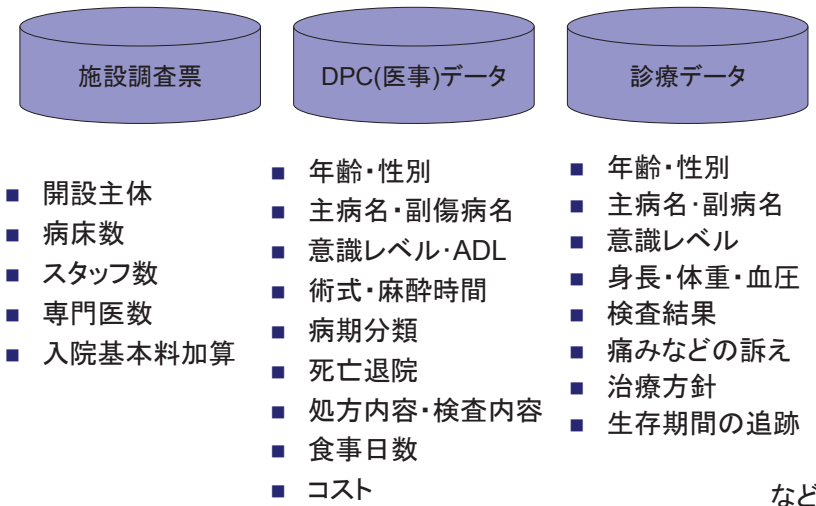 施設調査票
DPC(医事)データ
診療データ
開設主体
病床数
スタッフ数
専門医数
入院基本料加算
年齢・性別
主病名・副傷病名
意識レベル・ADL
術式・麻酔時間
病期分類
死亡退院
処方内容・検査内容
食事日数
コスト
年齢・性別
主病名・副病名
意識レベル
身長・体重・血圧
検査結果
痛みなどの訴え
治療方針
生存期間の追跡
など